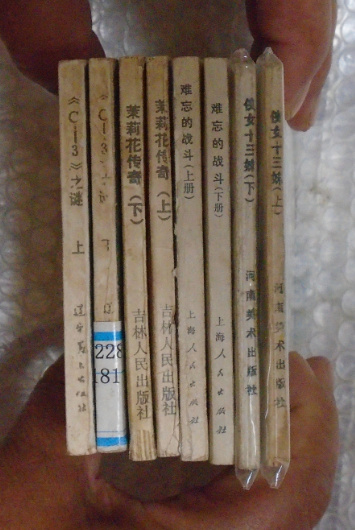 《C-3》之谜 上
《C-3》之谜 下
228
181
茉莉花传奇（下） 吉林人民出版社
茉莉花传奇（上） 吉林人民出版社
难忘的战斗（上册） 上海人民出版社
难忘的战斗（下册） 上海人民出版社
侠女十三妹（下） 河南美术出版社
侠女十三妹（上） 河南美术出版社